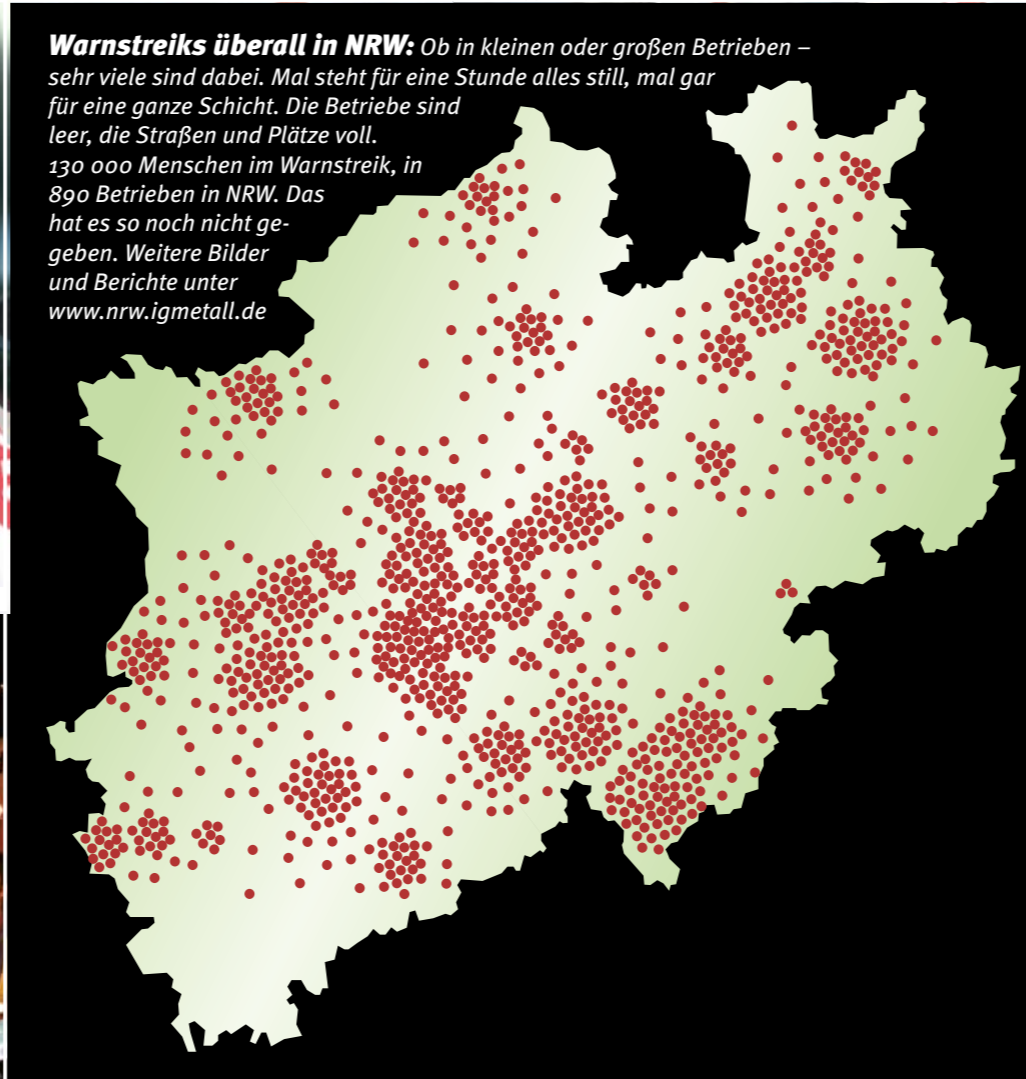 Warnstreiks überall in NRW: Ob in kleinen oder großen Betrieben –
sehr viele sind dabei. Mal steht für eine Stunde alles still, mal gar
für eine ganze Schicht. Die Betriebe sind
leer, die Straßen und Plätze voll.
130 000 Menschen im Warnstreik, in
890 Betrieben in NRW. Das
hat es so noch nicht ge-
geben. Weitere Bilder
und Berichte unter
www.nrw.igmetall.de